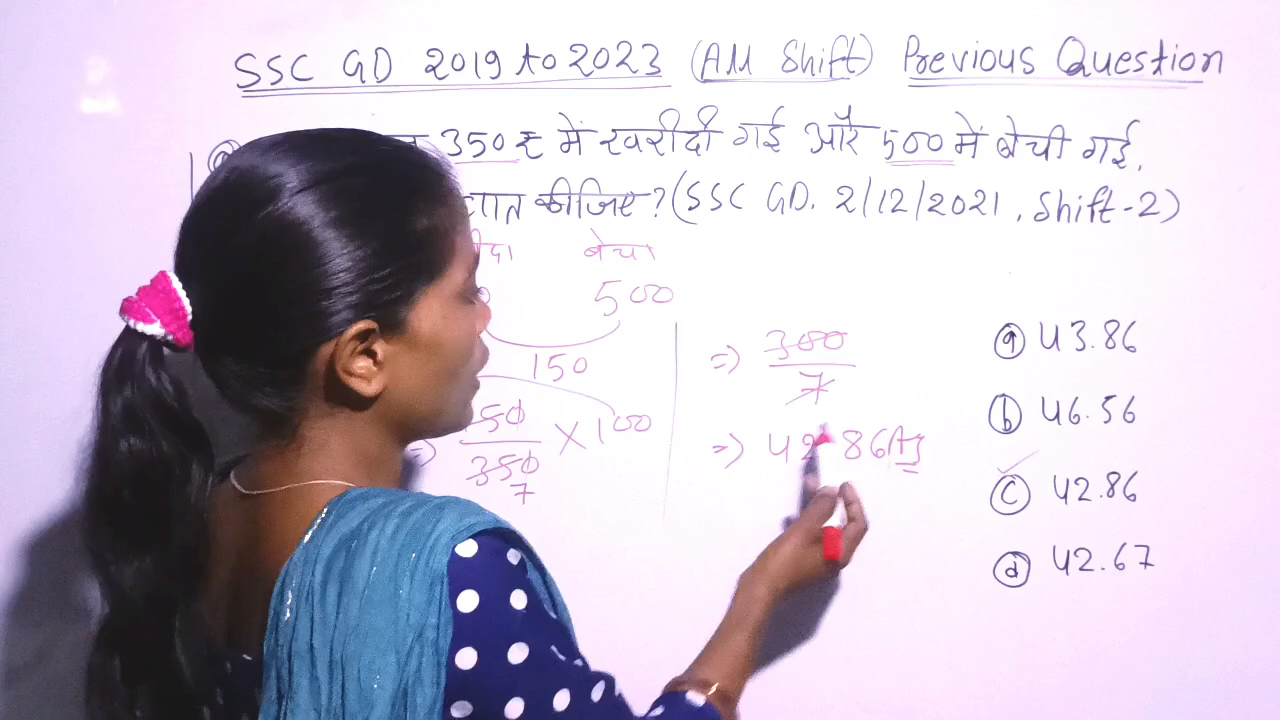 SSC GD 2019 to 2023 (All Shift) Previous Question
350 ₹ में खरीदी गई और 500 में बेची गई.
कीजिए? (SSC GD. 2/12/2021, Shift-2)
बेचा
500
150
350 × 100
7
⇒ 300
7
⇒ 42.86 Ans
(a) 43.86
(b) 46.56
(c) 42.86
(d) 42.67